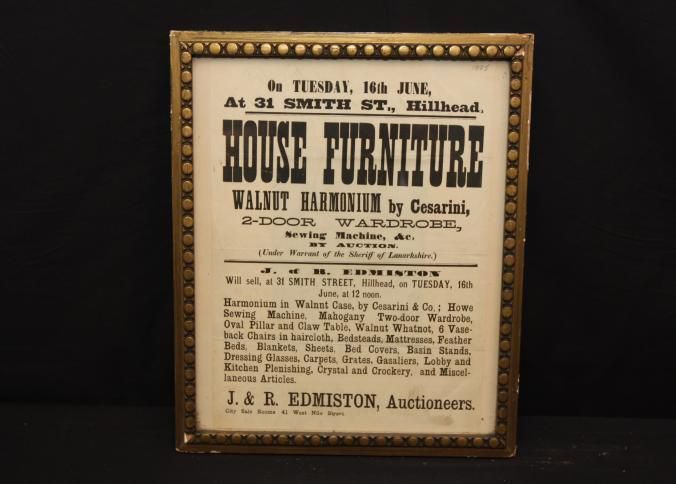 On TUESDAY, 16th JUNE,
At 31 SMITH ST., Hillhead,
HOUSE FURNITURE
WALNUT HARMONIUM by Cesarini,
2-DOOR WARDROBE,
Sewing Machine, &c.
BY AUCTION.
(Under Warrant of the Sheriff of Lanarkshire.)
J. & R. EDMISTON
Will sell, at 31 SMITH STREET, Hillhead, on TUESDAY, 16th
June, at 12 noon.
Harmonium in Walnut Case, by Cesarini & Co.; Howe
Sewing Machine, Mahogany Two-door Wardrobe,
Oval Pillar and Claw Table, Walnut Whatnot, 6 Vase-
back Chairs in haircloth, Bedsteads, Mattresses, Feather
Beds, Blankets, Sheets, Bed Covers, Basin Stands,
Dressing Glasses, Carpets, Grates, Gasaliers, Lobby and
Kitchen Plenishing, Crystal and Crockery, and Miscel-
laneous Articles.
J. & R. EDMISTON, Auctioneers.
City Sale Rooms 41 West Nile Street.